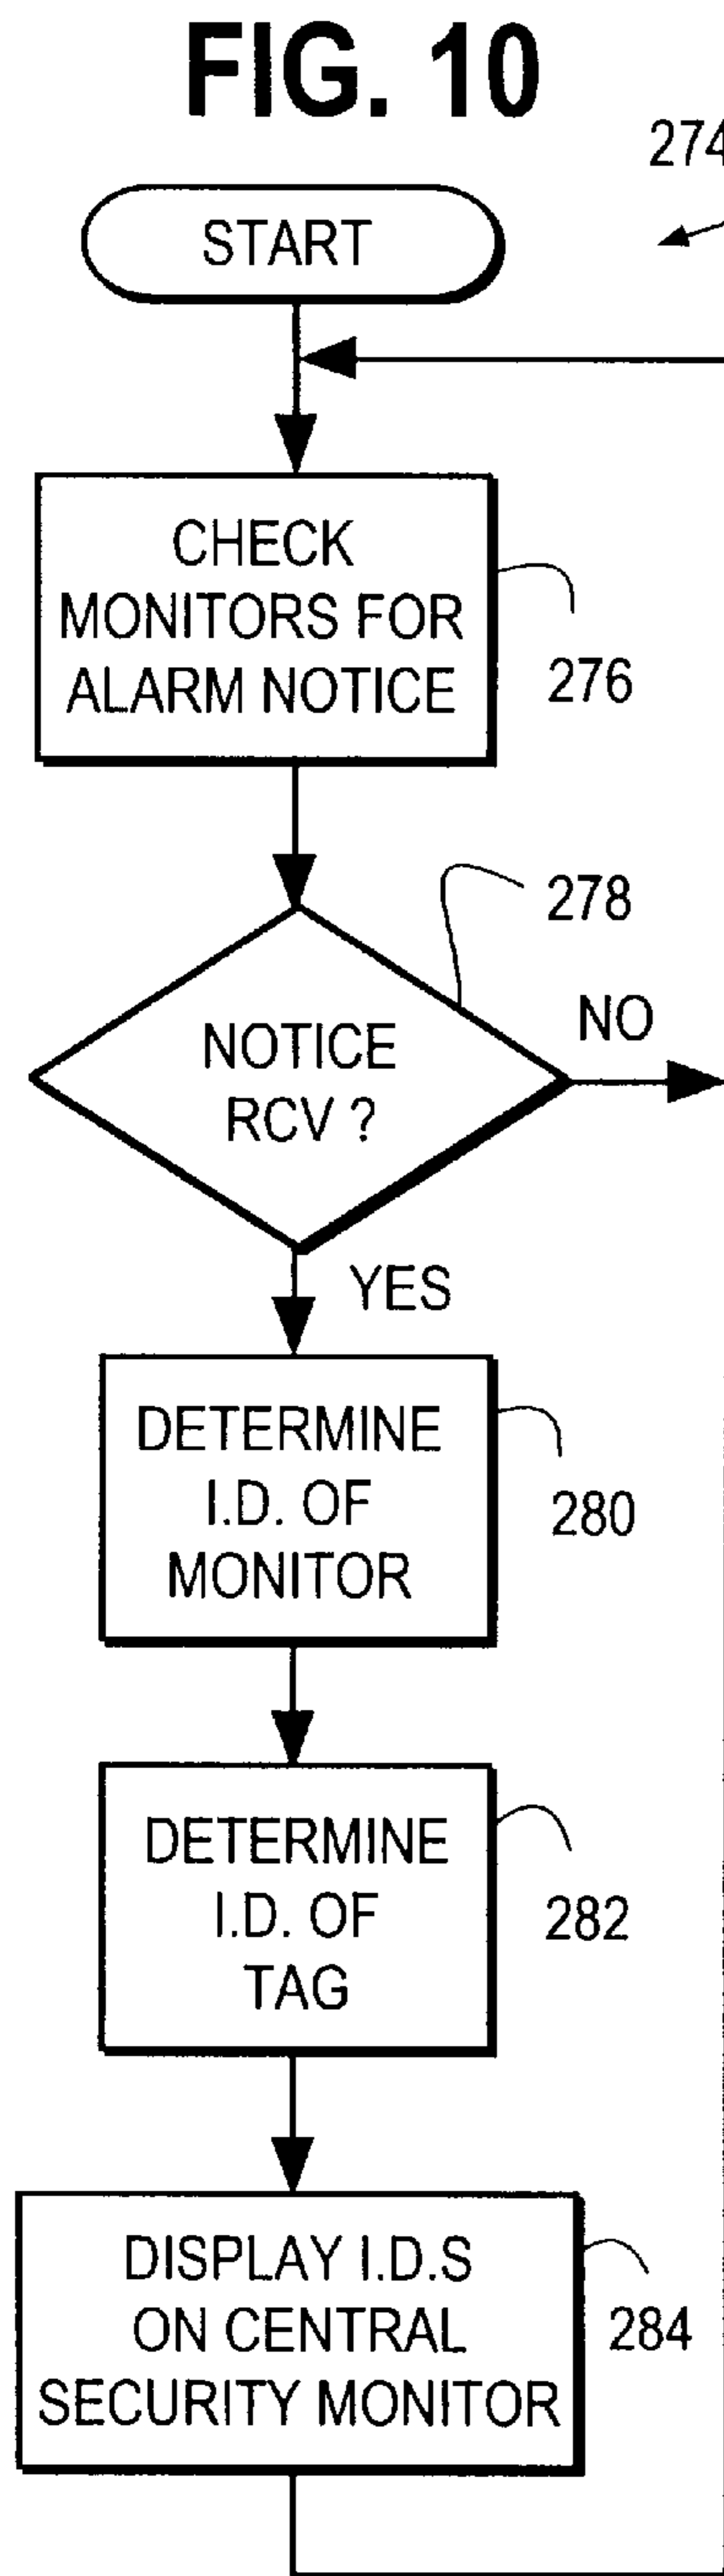 FIG. 10
274
START
CHECK
MONITORS FOR
ALARM NOTICE
276
278
NOTICE
RCV ?
NO
YES
DETERMINE
I.D. OF
MONITOR
280
DETERMINE
I.D. OF
TAG
282
DISPLAY I.D.S
ON CENTRAL
SECURITY MONITOR
284